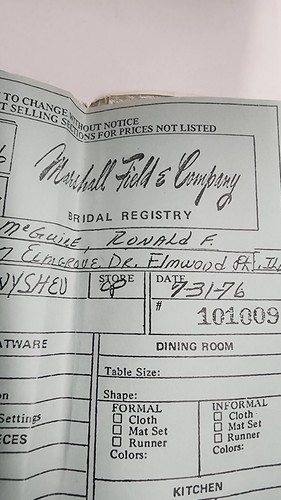 TO CHANGE WITHOUT NOTICE
T SELLING SECTIONS FOR PRICES NOT LISTED
Marshall Field & Company
BRIDAL REGISTRY
McGuire, Ronald F.
Elmgrove Dr. Elmwood Pk., Ill
STORE DATE
7-31-76
# 101009
ATWARE DINING ROOM
Table Size:
Shape:
FORMAL INFORMAL
Cloth Cloth
Mat Set Mat Set
Runner Runner
Colors: Colors:
Settings
ECES
KITCHEN